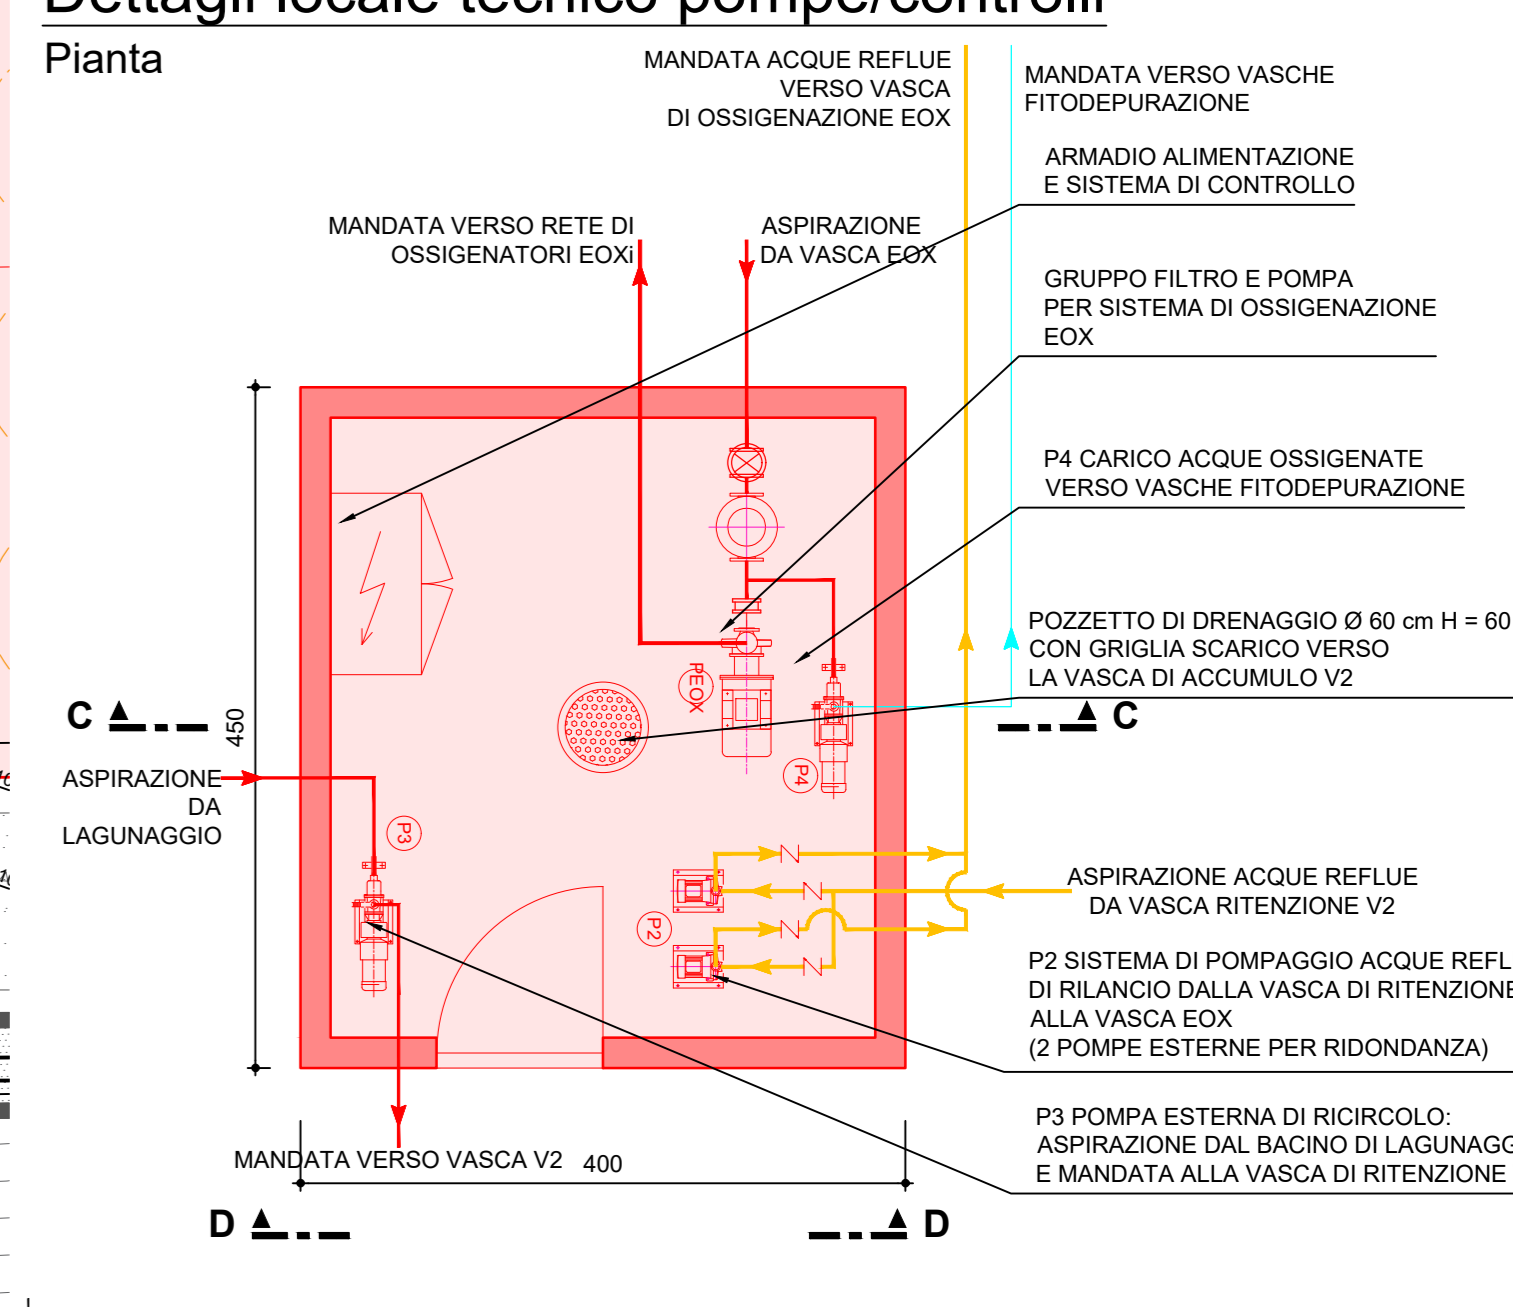 Dettagli locale tecnico pompe/controlli
Pianta
MANDATA ACQUE REFLUE
VERSO VASCA
DI OSSIGENAZIONE EOX
MANDATA VERSO VASCHE
FITODEPURAZIONE
ARMADIO ALIMENTAZIONE
E SISTEMA DI CONTROLLO
MANDATA VERSO RETE DI
OSSIGENATORI EOXi
ASPIRAZIONE
DA VASCA EOX
GRUPPO FILTRO E POMPA
PER SISTEMA DI OSSIGENAZIONE
EOX
P4 CARICO ACQUE OSSIGENATE
VERSO VASCHE FITODEPURAZIONE
POZZETTO DI DRENAGGIO Ø 60 cm H = 60
CON GRIGLIA SCARICO VERSO
LA VASCA DI ACCUMULO V2
PEOX
C
C
450
P4
ASPIRAZIONE
DA
LAGUNAGGIO
P3
P2
ASPIRAZIONE ACQUE REFLUE
DA VASCA RITENZIONE V2
P2 SISTEMA DI POMPAGGIO ACQUE REFL
DI RILANCIO DALLA VASCA DI RITENZIONE
ALLA VASCA EOX
(2 POMPE ESTERNE PER RIDONDANZA)
P3 POMPA ESTERNA DI RICIRCOLO:
ASPIRAZIONE DAL BACINO DI LAGUNAGG
E MANDATA ALLA VASCA DI RITENZIONE
MANDATA VERSO VASCA V2
400
D
D